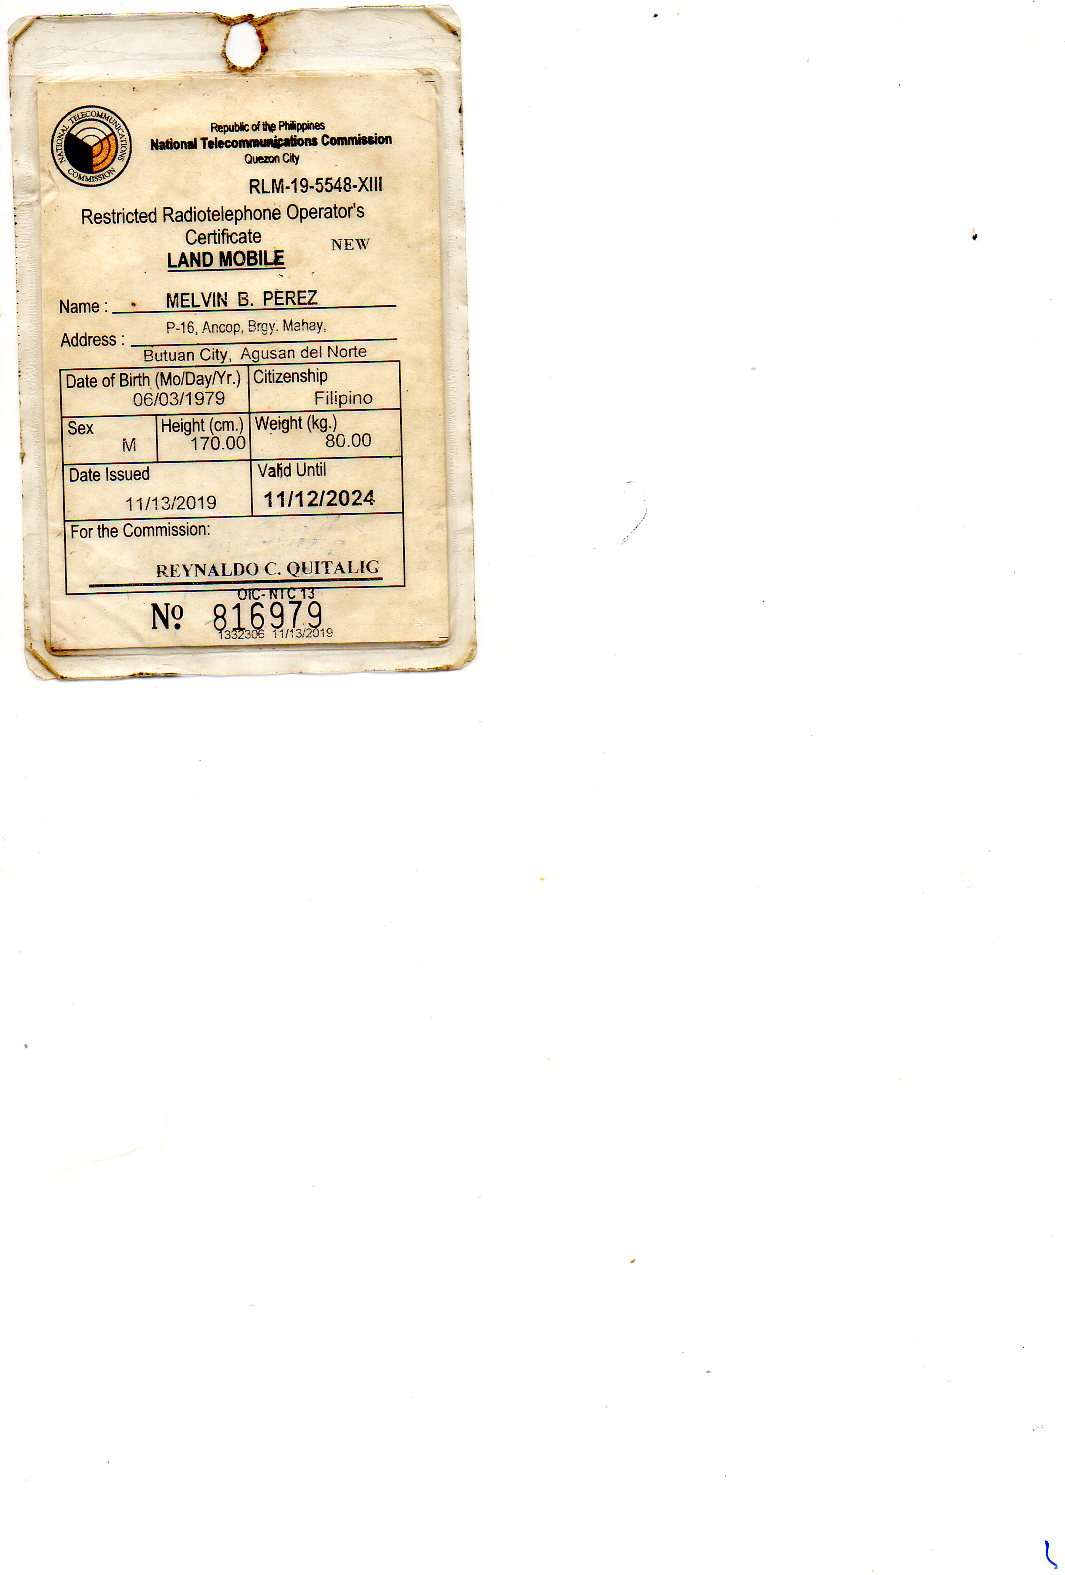 NATIONAL TELECOMMUNICATIONS COMMISSION
Republic of the Philippines
National Telecommunications Commission
Quezon City
RLM-19-5548-XIII
Restricted Radiotelephone Operator's
Certificate
NEW
LAND MOBILE
Name : MELVIN B. PEREZ
Address : P-16, Ancop, Brgy. Mahay,
Butuan City, Agusan del Norte
Date of Birth (Mo/Day/Yr.) Citizenship
06/03/1979 Filipino
Sex Height (cm.) Weight (kg.)
M 170.00 80.00
Date Issued Valid Until
11/13/2019 11/12/2024
For the Commission:
REYNALDO C. QUITALIG
OIC- NTC 13
Nº 816979
1332306 11/13/2019